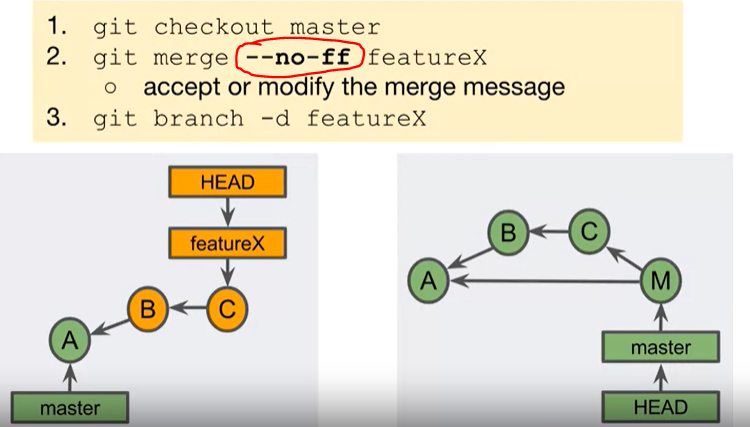 1. git checkout master
2. git merge --no-ff featureX
○ accept or modify the merge message
3. git branch -d featureX
HEAD
featureX
B
C
A
master
B
C
A
M
master
HEAD